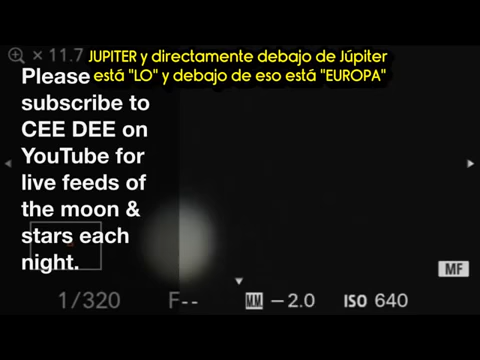 × 11.7
JUPITER y directamente debajo de Júpiter
está "LO" y debajo de eso está "EUROPA"
Please
subscribe to
CEE DEE on
YouTube for
live feeds of
the moon &
stars each
night.
MF
1/320 F-- MM -2.0 ISO 640